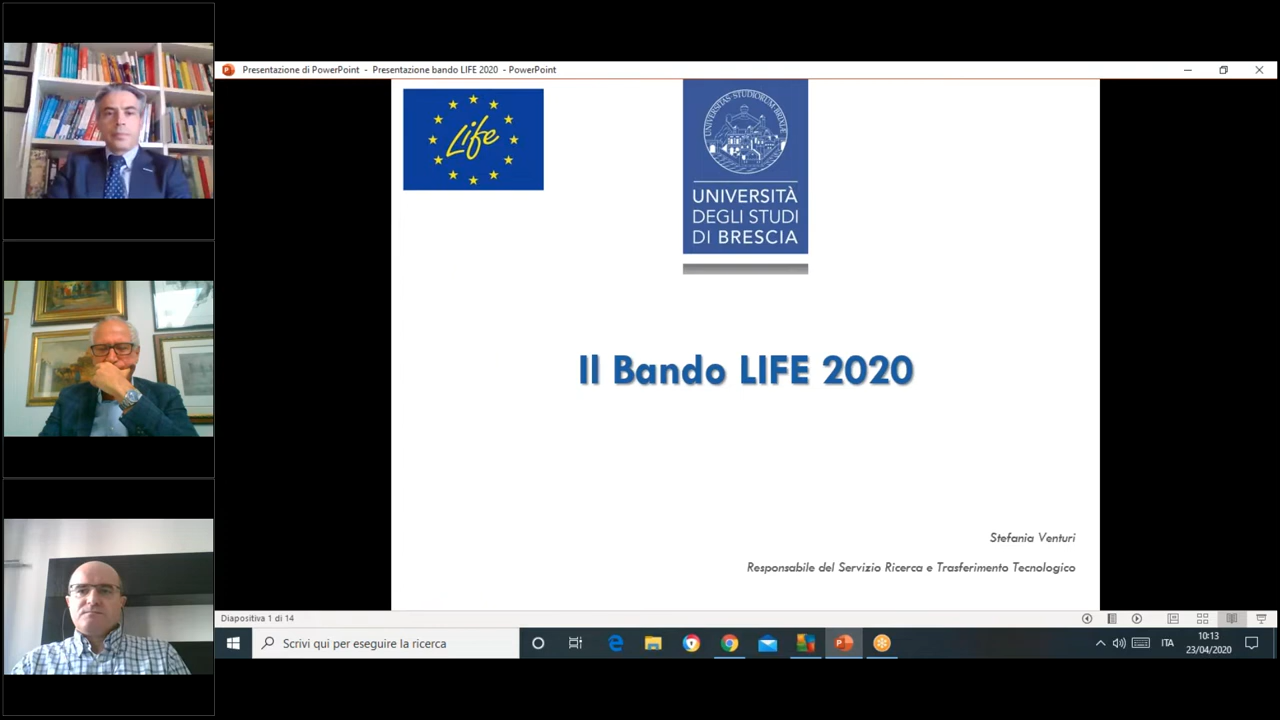 Presentazione di PowerPoint - Presentazione bando LIFE 2020 - PowerPoint
Life
UNIVERSITÀ
DEGLI STUDI
DI BRESCIA
Il Bando LIFE 2020
Stefania Venturi
Responsabile del Servizio Ricerca e Trasferimento Tecnologico
Diapositiva 1 di 14
Scrivi qui per eseguire la ricerca
ITA
10:13
23/04/2020